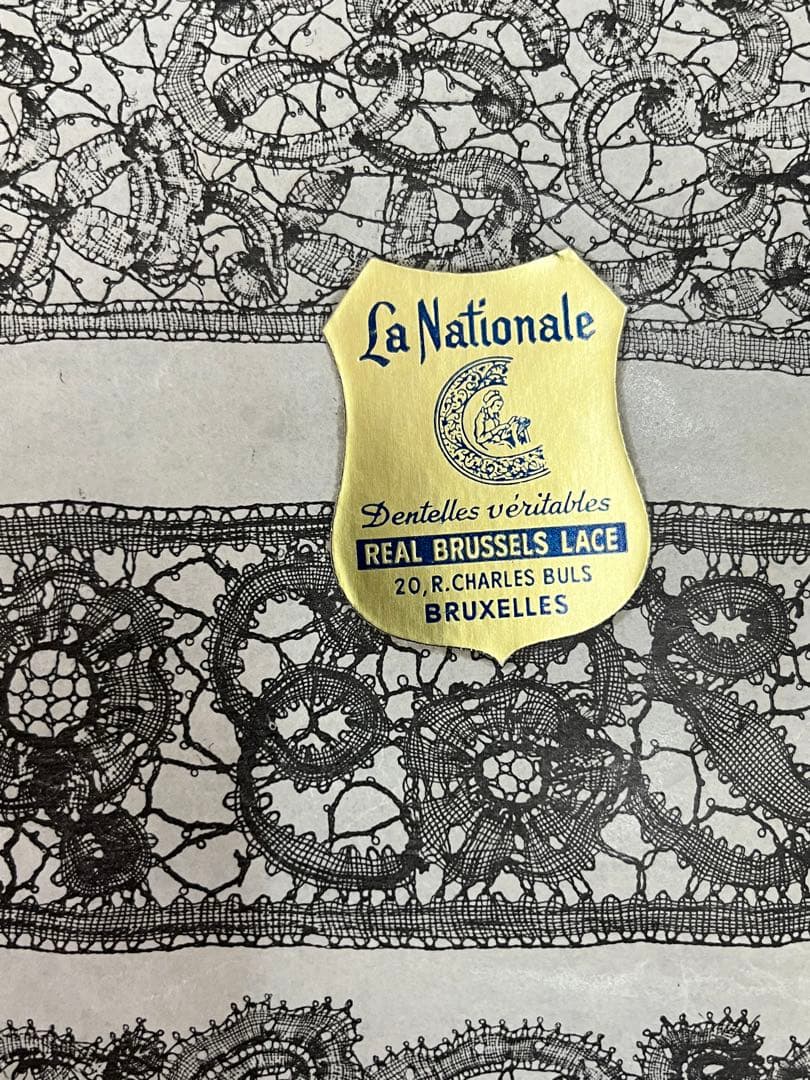 La Nationale
Dentelles véritables
REAL BRUSSELS LACE
20, R. CHARLES BULS
BRUXELLES